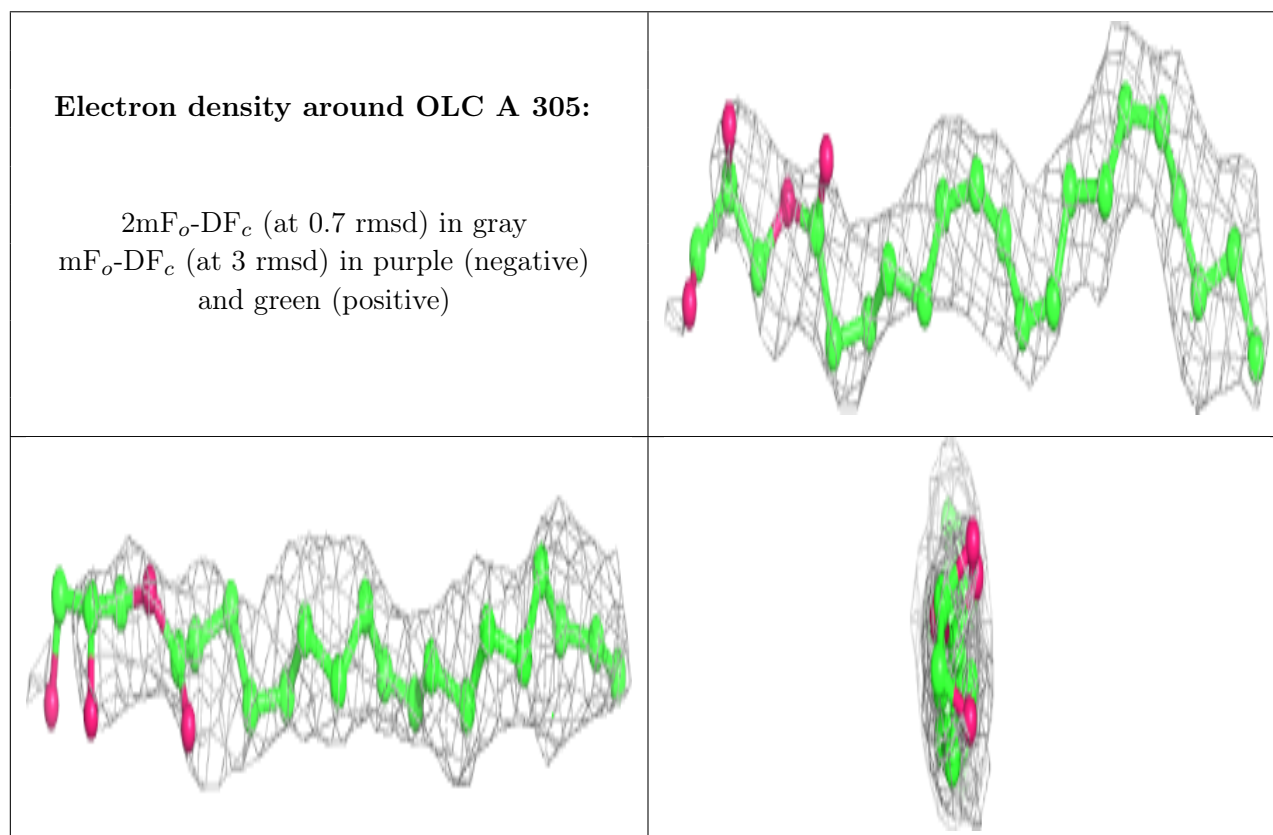 Electron density around OLC A 305:
2mFo-DFc (at 0.7 rmsd) in gray
mFo-DFc (at 3 rmsd) in purple (negative)
and green (positive)